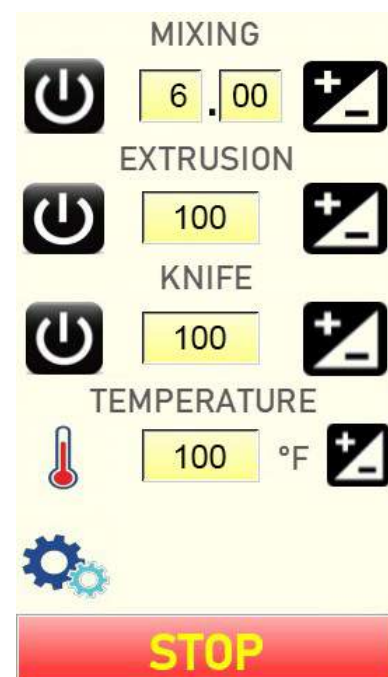 MIXING
6 . 00
EXTRUSION
100
KNIFE
100
TEMPERATURE
100 °F
STOP